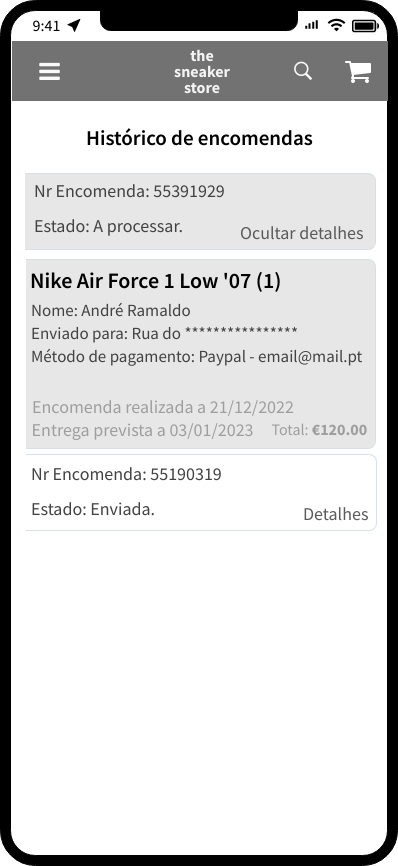 9:41
the
sneaker
store
Histórico de encomendas
Nr Encomenda: 55391929
Estado: A processar.
Ocultar detalhes
Nike Air Force 1 Low '07 (1)
Nome: André Ramaldo
Enviado para: Rua do ****************
Método de pagamento: Paypal - email@mail.pt
Encomenda realizada a 21/12/2022
Entrega prevista a 03/01/2023 Total: €120.00
Nr Encomenda: 55190319
Estado: Enviada.
Detalhes